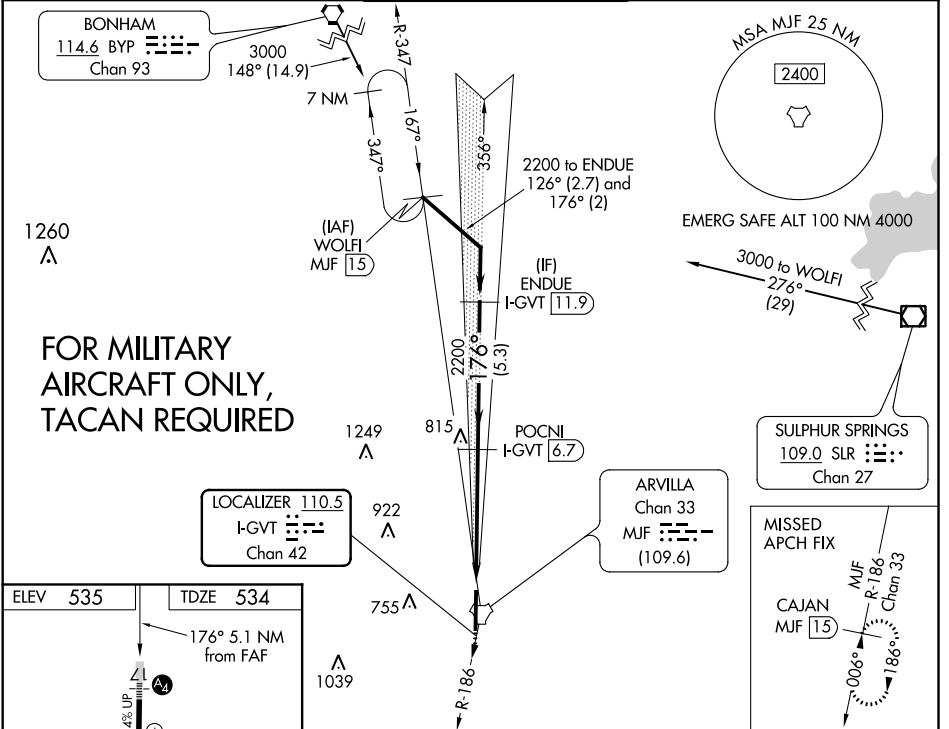 BONHAM
114.6 BYP
Chan 93
3000
148° (14.9)
7 NM
R-347
167°
347°
356°
2200 to ENDUE
126° (2.7) and
176° (2)
MSA MJF 25 NM
2400
EMERG SAFE ALT 100 NM 4000
3000 to WOLFI
276°
(29)
1260
(IAF)
WOLFI
MJF 15
(IF)
ENDUE
I-GVT 11.9
2200
176°
(5.3)
FOR MILITARY
AIRCRAFT ONLY,
TACAN REQUIRED
1249
815
POCNI
I-GVT 6.7
SULPHUR SPRINGS
109.0 SLR
Chan 27
LOCALIZER 110.5
I-GVT
Chan 42
922
ARVILLA
Chan 33
MJF
(109.6)
MISSED
APCH FIX
MJF
R-186
Chan 33
CAJAN
MJF 15
006°
186°
755
1039
R-186
ELEV 535
TDZE 534
176° 5.1 NM
from FAF
17
A4
4% UP